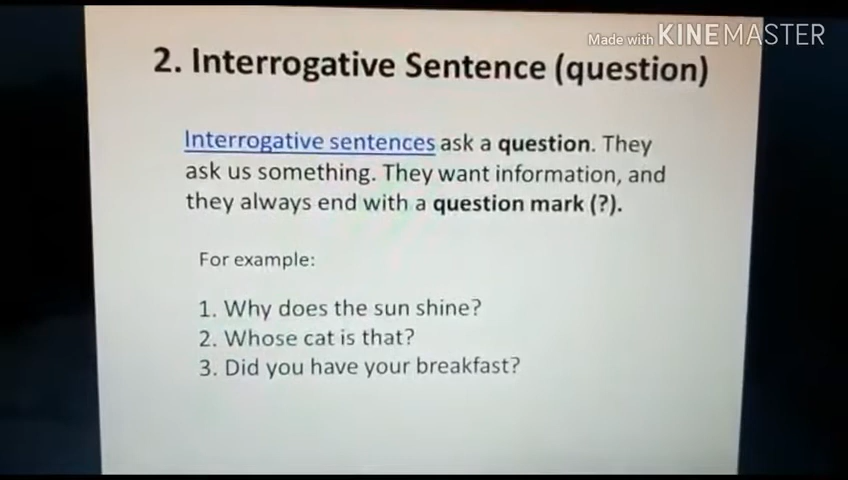 Made with KINEMASTER
2. Interrogative Sentence (question)
Interrogative sentences ask a question. They
ask us something. They want information, and
they always end with a question mark (?).
For example:
1. Why does the sun shine?
2. Whose cat is that?
3. Did you have your breakfast?